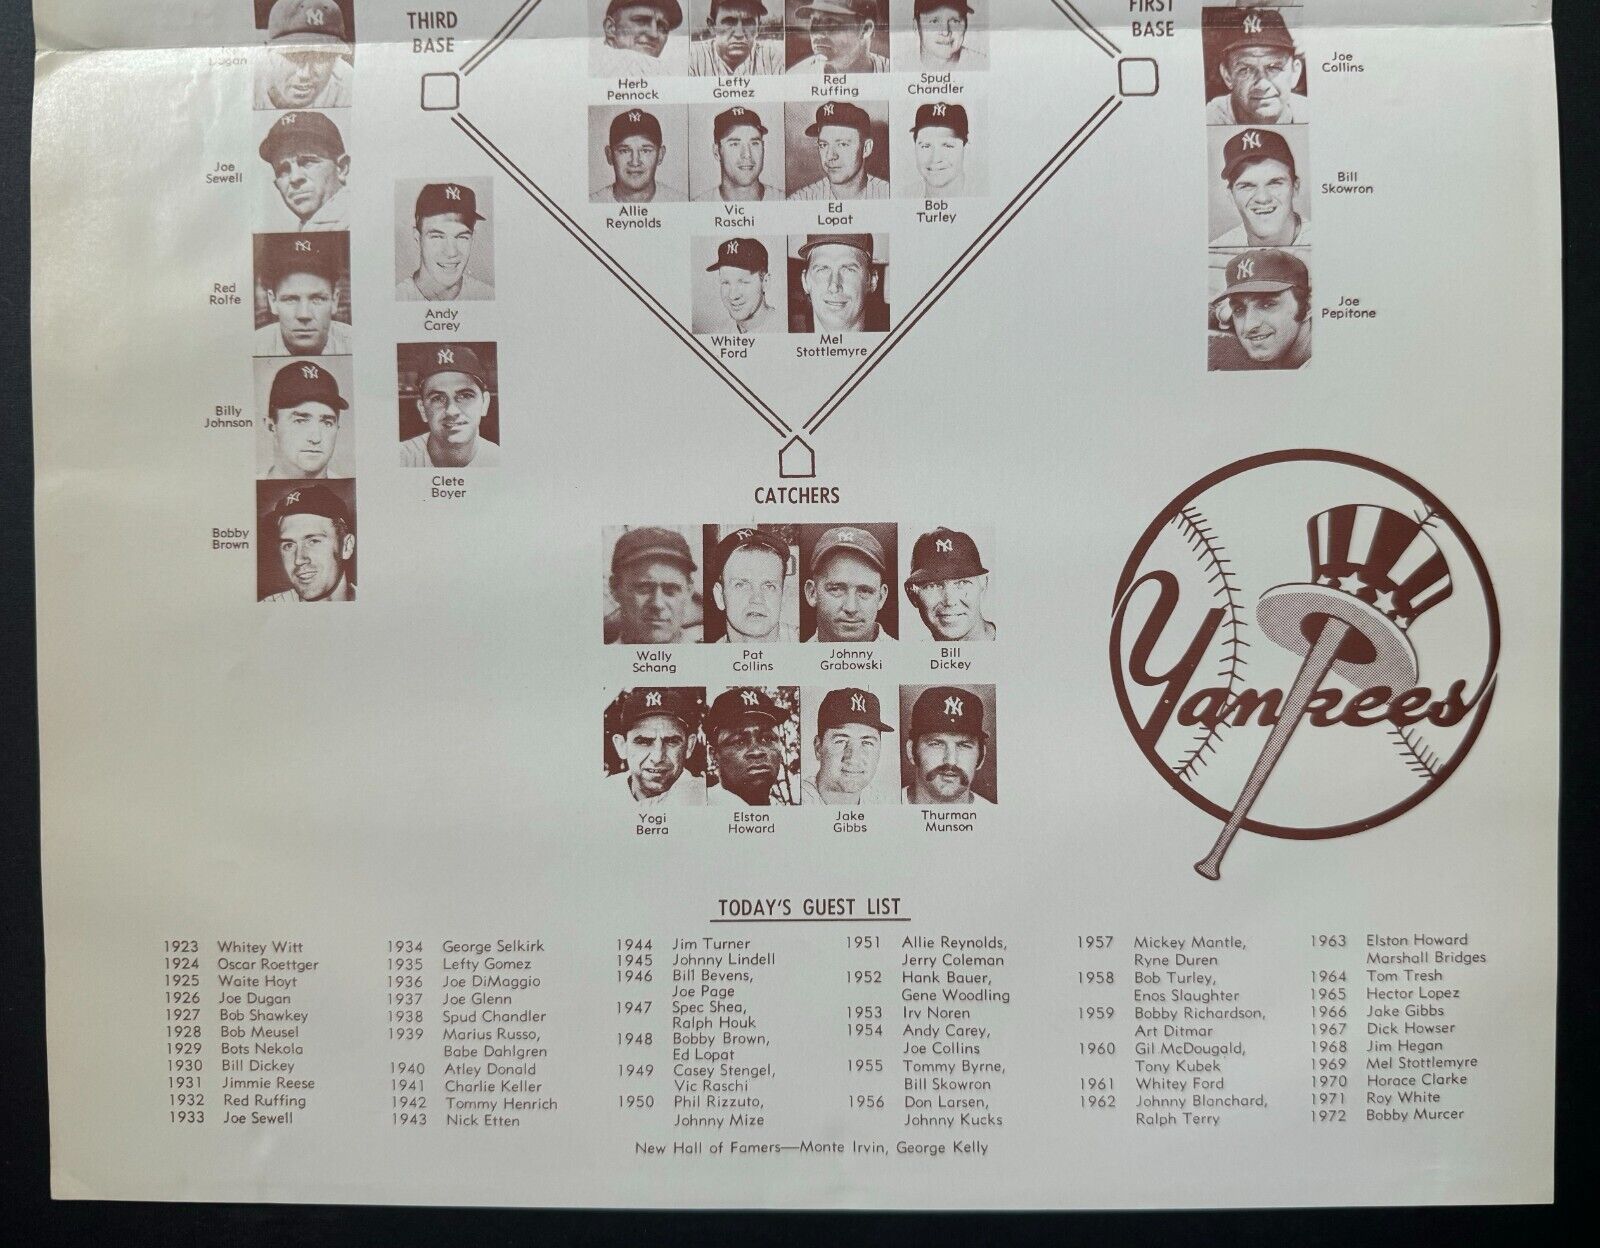 THIRD
BASE
FIRST
BASE
Dugan
Joe
Sewell
Red
Rolfe
Billy
Johnson
Bobby
Brown
Andy
Carey
Clete
Boyer
Herb
Pennock
Lefty
Gomez
Red
Ruffing
Spud
Chandler
Allie
Reynolds
Vic
Raschi
Ed
Lopat
Bob
Turley
Whitey
Ford
Mel
Stottlemyre
Joe
Collins
Bill
Skowron
Joe
Pepitone
CATCHERS
Wally
Schang
Pat
Collins
Johnny
Grabowski
Bill
Dickey
Yogi
Berra
Elston
Howard
Jake
Gibbs
Thurman
Munson
Yankees
TODAY'S GUEST LIST
1923 Whitey Witt
1924 Oscar Roettger
1925 Waite Hoyt
1926 Joe Dugan
1927 Bob Shawkey
1928 Bob Meusel
1929 Bots Nekola
1930 Bill Dickey
1931 Jimmie Reese
1932 Red Ruffing
1933 Joe Sewell
1934 George Selkirk
1935 Lefty Gomez
1936 Joe DiMaggio
1937 Joe Glenn
1938 Spud Chandler
1939 Marius Russo,
Babe Dahlgren
1940 Atley Donald
1941 Charlie Keller
1942 Tommy Henrich
1943 Nick Etten
1944 Jim Turner
1945 Johnny Lindell
1946 Bill Bevens,
Joe Page
1947 Spec Shea,
Ralph Houk
1948 Bobby Brown,
Ed Lopat
1949 Casey Stengel,
Vic Raschi
1950 Phil Rizzuto,
Johnny Mize
1951 Allie Reynolds,
Jerry Coleman
1952 Hank Bauer,
Gene Woodling
1953 Irv Noren
1954 Andy Carey,
Joe Collins
1955 Tommy Byrne,
Bill Skowron
1956 Don Larsen,
Johnny Kucks
1957 Mickey Mantle,
Ryne Duren
1958 Bob Turley,
Enos Slaughter
1959 Bobby Richardson,
Art Ditmar
1960 Gil McDougald,
Tony Kubek
1961 Whitey Ford
1962 Johnny Blanchard,
Ralph Terry
1963 Elston Howard
Marshall Bridges
1964 Tom Tresh
1965 Hector Lopez
1966 Jake Gibbs
1967 Dick Howser
1968 Jim Hegan
1969 Mel Stottlemyre
1970 Horace Clarke
1971 Roy White
1972 Bobby Murcer
New Hall of Famers—Monte Irvin, George Kelly